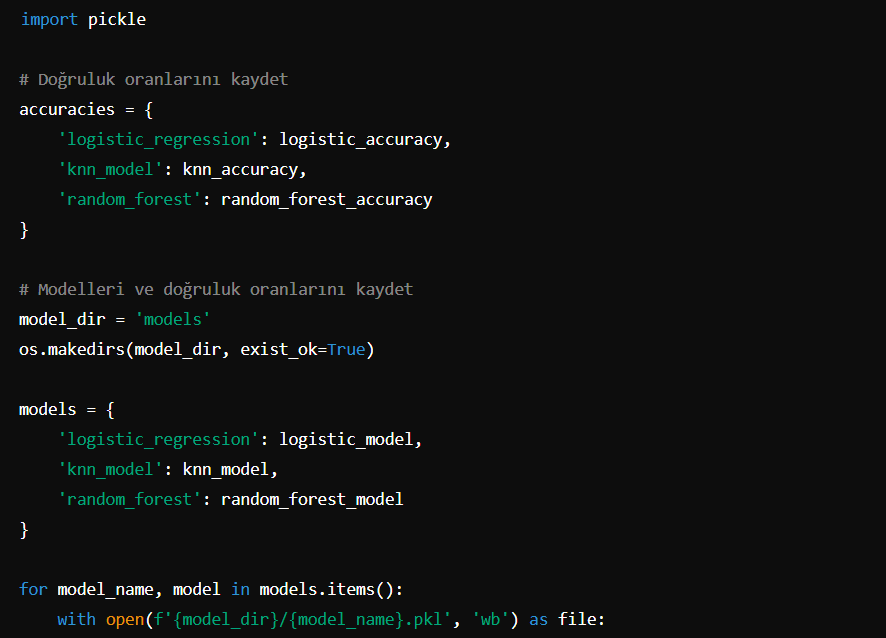 import pickle
# Doğruluk oranlarını kaydet
accuracies = {
    'logistic_regression': logistic_accuracy,
    'knn_model': knn_accuracy,
    'random_forest': random_forest_accuracy
}
# Modelleri ve doğruluk oranlarını kaydet
model_dir = 'models'
os.makedirs(model_dir, exist_ok=True)
models = {
    'logistic_regression': logistic_model,
    'knn_model': knn_model,
    'random_forest': random_forest_model
}
for model_name, model in models.items():
    with open(f'{model_dir}/{model_name}.pkl', 'wb') as file: